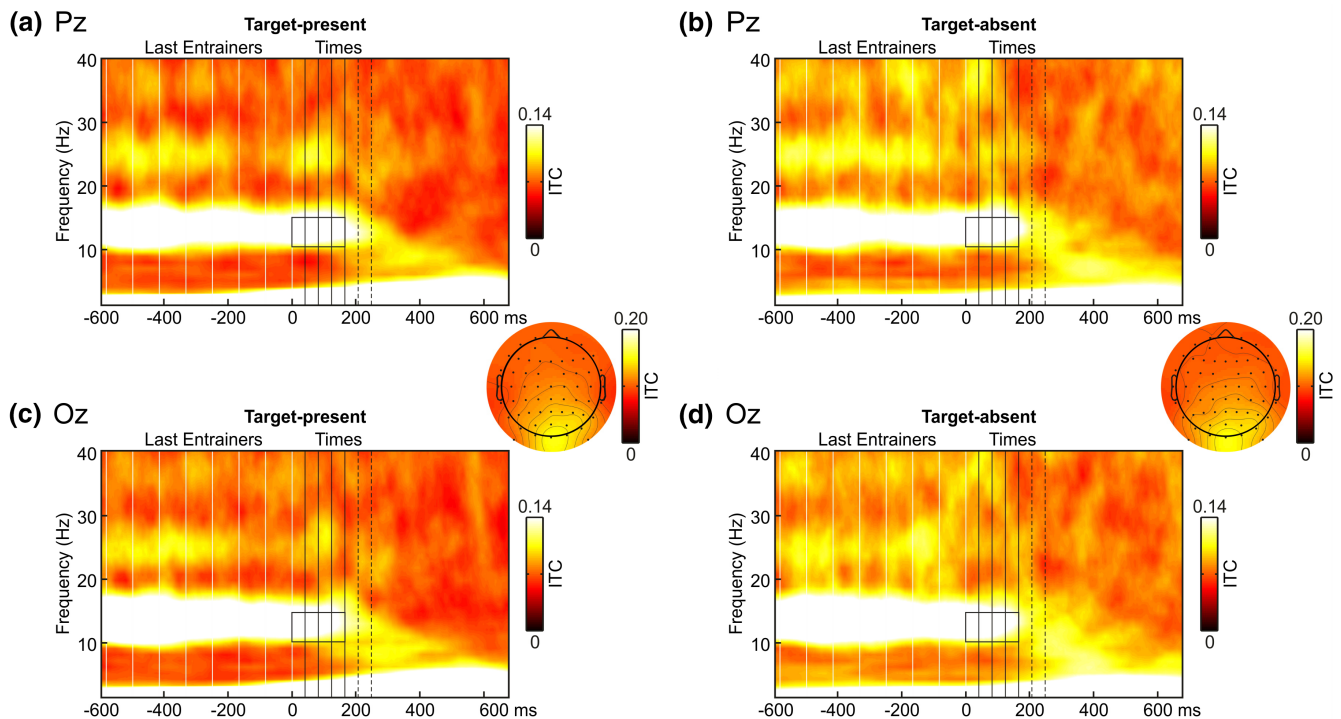 (a) Pz
Target-present
Last Entrainers Times
40
30
20
10
Frequency (Hz)
-600 -400 -200 0 200 400 600 ms
0.14
ITC
0
(b) Pz
Target-absent
Last Entrainers Times
40
30
20
10
Frequency (Hz)
-600 -400 -200 0 200 400 600 ms
0.14
ITC
0
0.20
ITC
0
0.20
ITC
0
(c) Oz
Target-present
Last Entrainers Times
40
30
20
10
Frequency (Hz)
-600 -400 -200 0 200 400 600 ms
0.14
ITC
0
(d) Oz
Target-absent
Last Entrainers Times
40
30
20
10
Frequency (Hz)
-600 -400 -200 0 200 400 600 ms
0.14
ITC
0